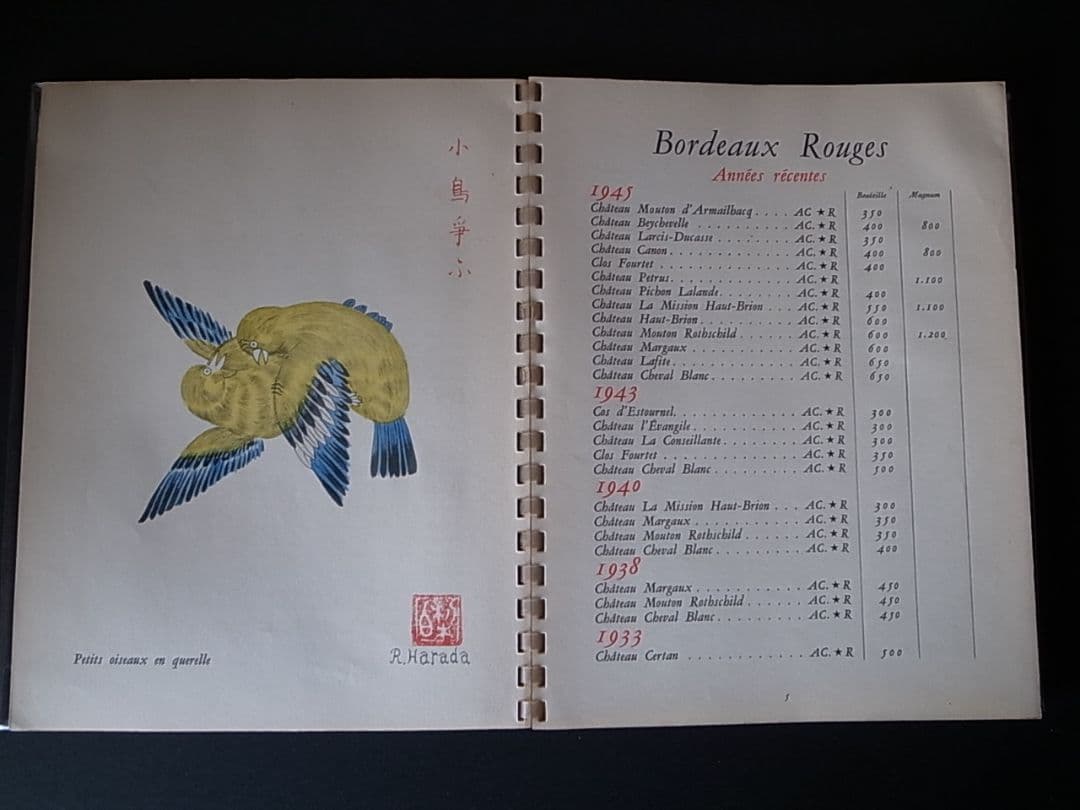 小鳥爭ふ
R. Harada
Petits oiseaux en querelle
Bordeaux Rouges
Années récentes
1945 Bouteille Magnum
Château Mouton d'Armailhacq .... AC ★ R 350
Château Beychevelle ........... AC. ★ R 400 800
Château Larcis-Ducasse ........ AC. ★ R 350
Château Canon ............. AC. ★ R 400 800
Clos Fourtet .............. AC. ★ R 400
Château Petrus ............. AC. ★ R 1.100
Château Pichon Lalande ........ AC. ★ R 400
Château La Mission Haut-Brion ... AC. ★ R 550 1.100
Château Haut-Brion .......... AC. ★ R 600
Château Mouton Rothschild ...... AC. ★ R 600 1.200
Château Margaux ........... AC. ★ R 600
Château Lafite ............. AC. ★ R 650
Château Cheval Blanc ......... AC. ★ R 650
1943
Cos d'Estournel ............. AC. ★ R 300
Château l'Évangile ........... AC. ★ R 300
Château La Conseillante ........ AC. ★ R 300
Clos Fourtet .............. AC. ★ R 350
Château Cheval Blanc ......... AC. ★ R 500
1940
Château La Mission Haut-Brion ... AC. ★ R 300
Château Margaux ........... AC. ★ R 350
Château Mouton Rothschild ...... AC. ★ R 350
Château Cheval Blanc ......... AC. ★ R 400
1938
Château Margaux ........... AC. ★ R 450
Château Mouton Rothschild ...... AC. ★ R 450
Château Cheval Blanc ......... AC. ★ R 450
1933
Château Certan ............ AC. ★ R 500
5